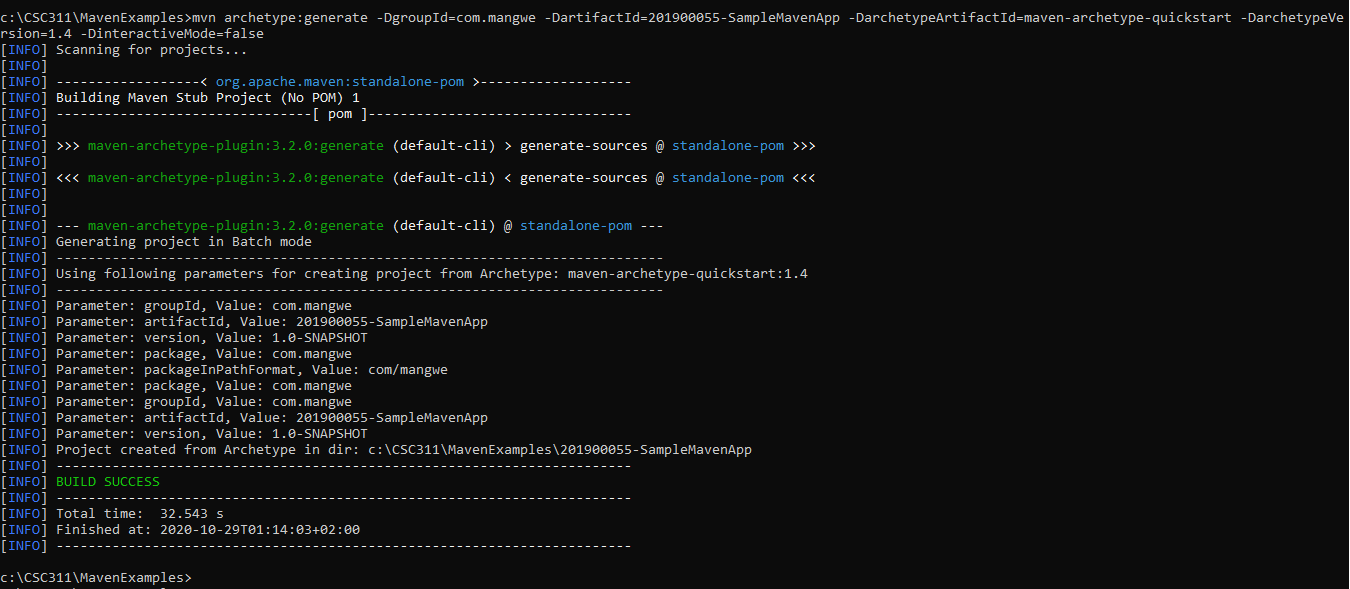 c:\CSC311\MavenExamples>mvn archetype:generate -DgroupId=com.mangwe -DartifactId=201900055-SampleMavenApp -DarchetypeArtifactId=maven-archetype-quickstart -DarchetypeVe
rsion=1.4 -DinteractiveMode=false
[INFO] Scanning for projects...
[INFO]
[INFO] ------------------< org.apache.maven:standalone-pom >-------------------
[INFO] Building Maven Stub Project (No POM) 1
[INFO] --------------------------------[ pom ]---------------------------------
[INFO]
[INFO] >>> maven-archetype-plugin:3.2.0:generate (default-cli) > generate-sources @ standalone-pom >>>
[INFO]
[INFO] <<< maven-archetype-plugin:3.2.0:generate (default-cli) < generate-sources @ standalone-pom <<<
[INFO]
[INFO]
[INFO] --- maven-archetype-plugin:3.2.0:generate (default-cli) @ standalone-pom ---
[INFO] Generating project in Batch mode
[INFO] ----------------------------------------------------------------------------
[INFO] Using following parameters for creating project from Archetype: maven-archetype-quickstart:1.4
[INFO] ----------------------------------------------------------------------------
[INFO] Parameter: groupId, Value: com.mangwe
[INFO] Parameter: artifactId, Value: 201900055-SampleMavenApp
[INFO] Parameter: version, Value: 1.0-SNAPSHOT
[INFO] Parameter: package, Value: com.mangwe
[INFO] Parameter: packageInPathFormat, Value: com/mangwe
[INFO] Parameter: package, Value: com.mangwe
[INFO] Parameter: groupId, Value: com.mangwe
[INFO] Parameter: artifactId, Value: 201900055-SampleMavenApp
[INFO] Parameter: version, Value: 1.0-SNAPSHOT
[INFO] Project created from Archetype in dir: c:\CSC311\MavenExamples\201900055-SampleMavenApp
[INFO] ------------------------------------------------------------------------
[INFO] BUILD SUCCESS
[INFO] ------------------------------------------------------------------------
[INFO] Total time:  32.543 s
[INFO] Finished at: 2020-10-29T01:14:03+02:00
[INFO] ------------------------------------------------------------------------
c:\CSC311\MavenExamples>